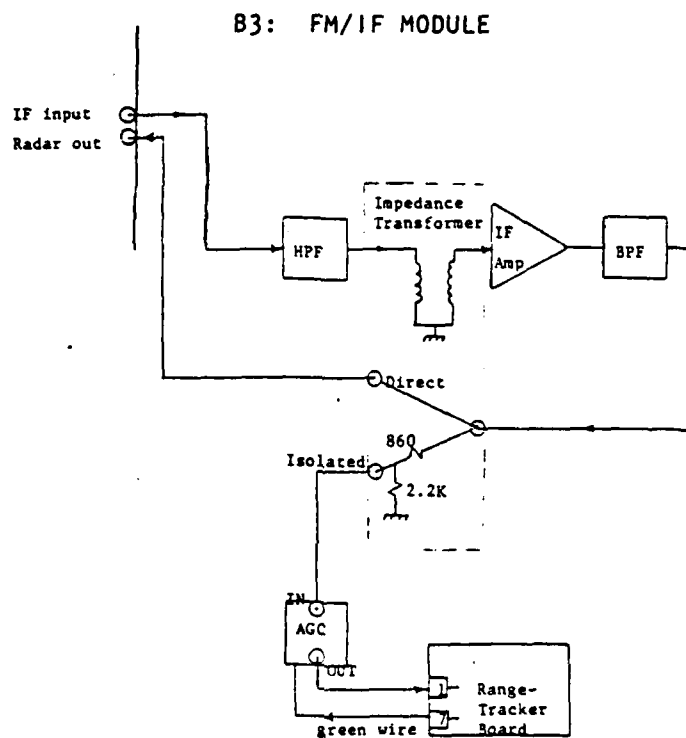 B3: FM/IF MODULE
IF input
Radar out
Impedance
Transformer
HPF
IF
Amp
BPF
Direct
860
Isolated
2.2K
IN
AGC
OUT
1
Range-
Tracker
Board
7
green wire